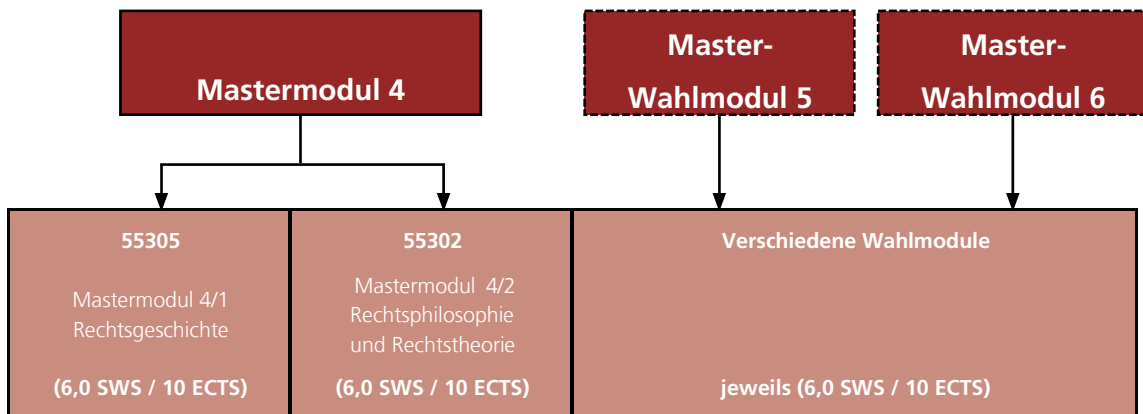 Mastermodul 4
Master-
Wahlmodul 5
Master-
Wahlmodul 6
55305
Mastermodul 4/1
Rechtsgeschichte
(6,0 SWS / 10 ECTS)
55302
Mastermodul 4/2
Rechtsphilosophie
und Rechtstheorie
(6,0 SWS / 10 ECTS)
Verschiedene Wahlmodule
jeweils (6,0 SWS / 10 ECTS)